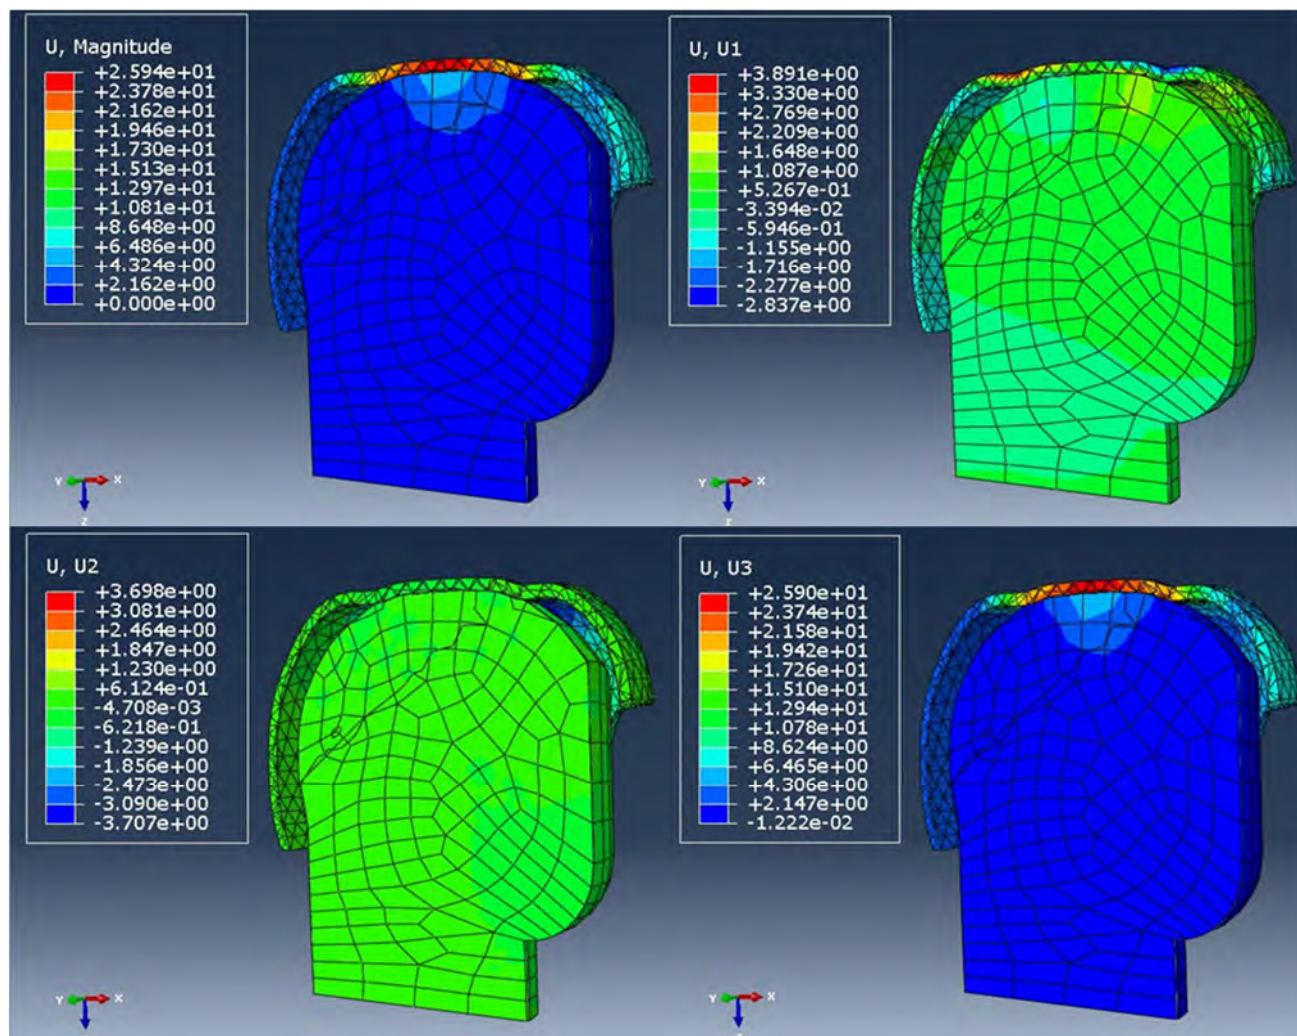 U, Magnitude
+2.594e+01
+2.378e+01
+2.162e+01
+1.946e+01
+1.730e+01
+1.513e+01
+1.297e+01
+1.081e+01
+8.648e+00
+6.486e+00
+4.324e+00
+2.162e+00
+0.000e+00
Y
X
Z
U, U1
+3.891e+00
+3.330e+00
+2.769e+00
+2.209e+00
+1.648e+00
+1.087e+00
+5.267e-01
-3.394e-02
-5.946e-01
-1.155e+00
-1.716e+00
-2.277e+00
-2.837e+00
Y
X
Z
U, U2
+3.698e+00
+3.081e+00
+2.464e+00
+1.847e+00
+1.230e+00
+6.124e-01
-4.708e-03
-6.218e-01
-1.239e+00
-1.856e+00
-2.473e+00
-3.090e+00
-3.707e+00
Y
X
U, U3
+2.590e+01
+2.374e+01
+2.158e+01
+1.942e+01
+1.726e+01
+1.510e+01
+1.294e+01
+1.078e+01
+8.624e+00
+6.465e+00
+4.306e+00
+2.147e+00
-1.222e-02
Y
X